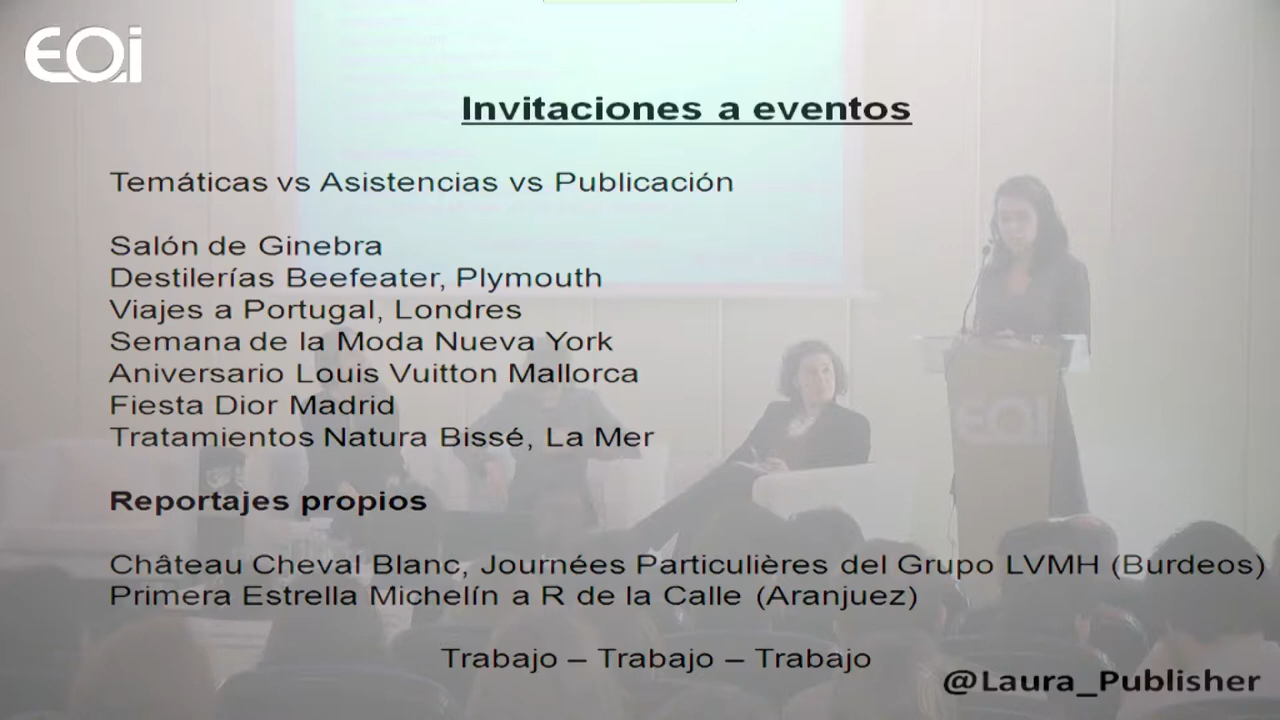 EOi
Invitaciones a eventos
Temáticas vs Asistencias vs Publicación
Salón de Ginebra
Destilerías Beefeater, Plymouth
Viajes a Portugal, Londres
Semana de la Moda Nueva York
Aniversario Louis Vuitton Mallorca
Fiesta Dior Madrid
Tratamientos Natura Bissé, La Mer
Reportajes propios
Château Cheval Blanc, Journées Particulières del Grupo LVMH (Burdeos)
Primera Estrella Michelín a R de la Calle (Aranjuez)
Trabajo – Trabajo – Trabajo
@Laura_Publisher
EOi